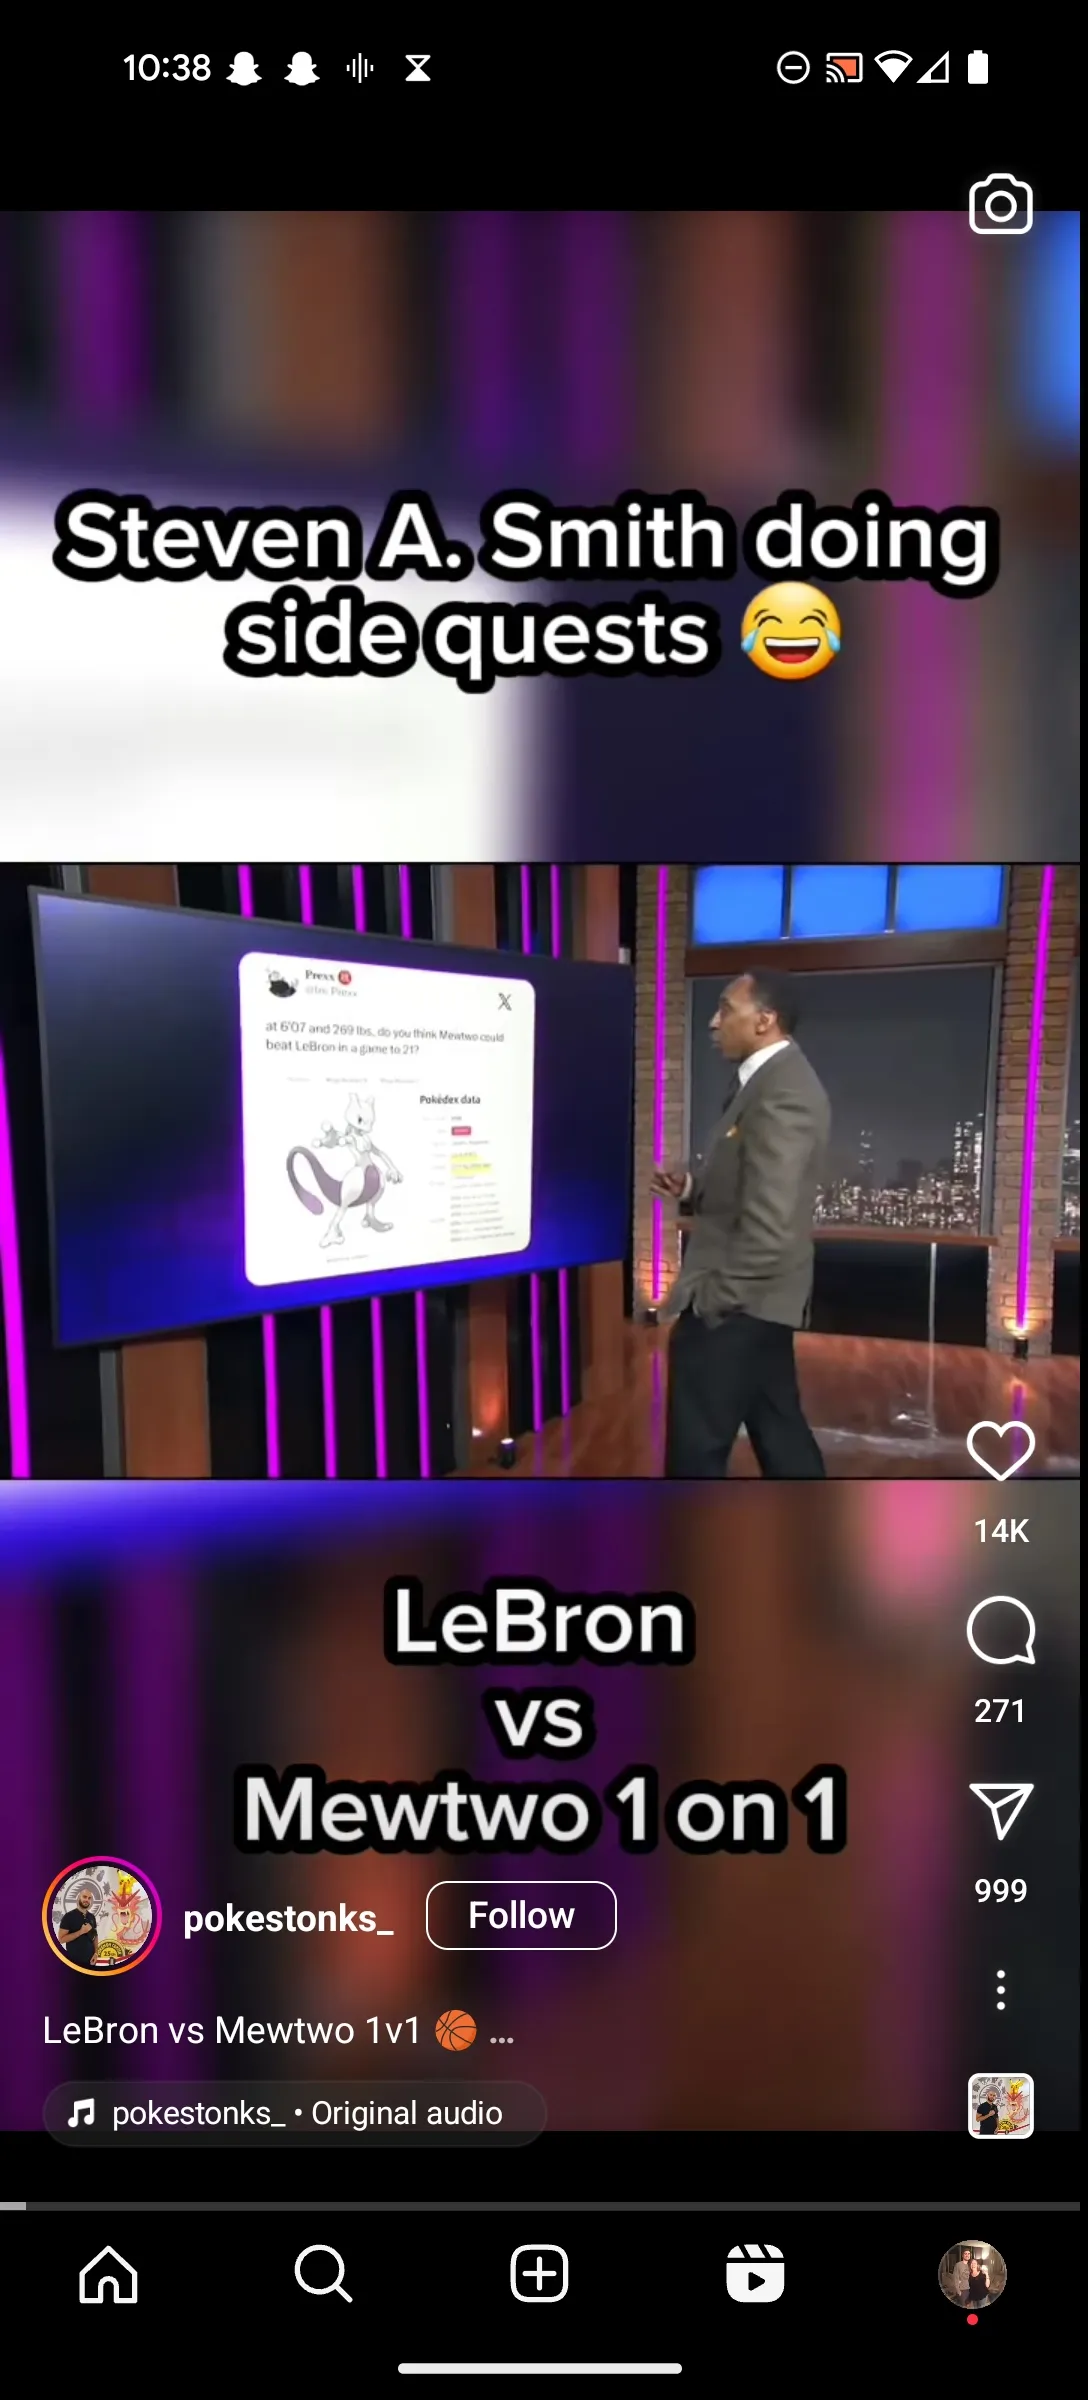 10:38
Steven A. Smith doing
side quests 😂
Prexx
at 6'07 and 269 lbs, do you think Mewtwo could
beat LeBron in a game to 21?
Pokédex data
LeBron
vs
Mewtwo 1 on 1
14K
271
999
pokestonks_
Follow
LeBron vs Mewtwo 1v1 🏀 ...
pokestonks_ • Original audio